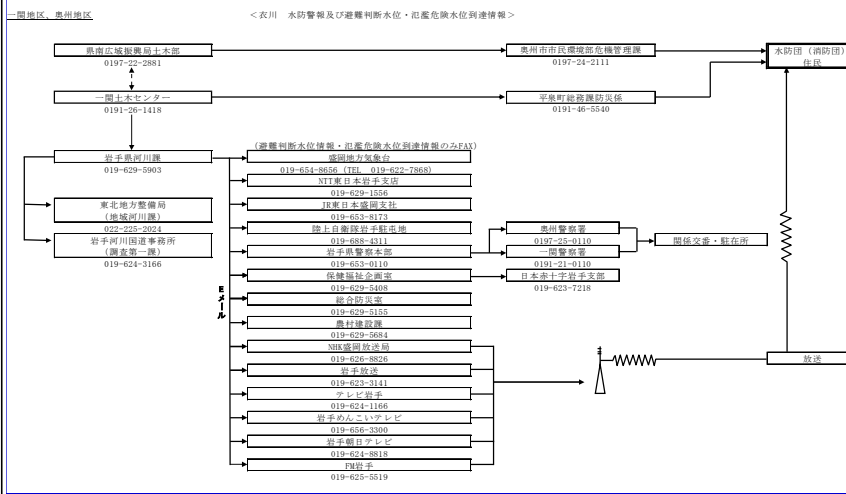 一関地区、奥州地区
＜衣川　水防警報及び避難判断水位・氾濫危険水位到達情報＞
県南広域振興局土木部
0197-22-2881
奥州市市民環境部危機管理課
0197-24-2111
水防団（消防団）
住民
一関土木センター
0191-26-1418
平泉町総務課防災係
0191-46-5540
岩手県河川課
019-629-5903
東北地方整備局
（地域河川課）
022-225-2024
岩手河川国道事務所
（調査第一課）
019-624-3166
Eメール
(避難判断水位情報・氾濫危険水位到達情報のみFAX)
盛岡地方気象台
019-654-8656 (TEL　019-622-7868)
NTT東日本岩手支店
019-629-1556
JR東日本盛岡支社
019-653-8173
陸上自衛隊岩手駐屯地
019-688-4311
岩手県警察本部
019-653-0110
保健福祉企画室
019-629-5408
総合防災室
019-629-5155
農村建設課
019-629-5684
NHK盛岡放送局
019-626-8826
岩手放送
019-623-3141
テレビ岩手
019-624-1166
岩手めんこいテレビ
019-656-3300
岩手朝日テレビ
019-624-8818
FM岩手
019-625-5519
奥州警察署
0197-25-0110
一関警察署
0191-21-0110
日本赤十字岩手支部
019-623-7218
関係交番・駐在所
放送